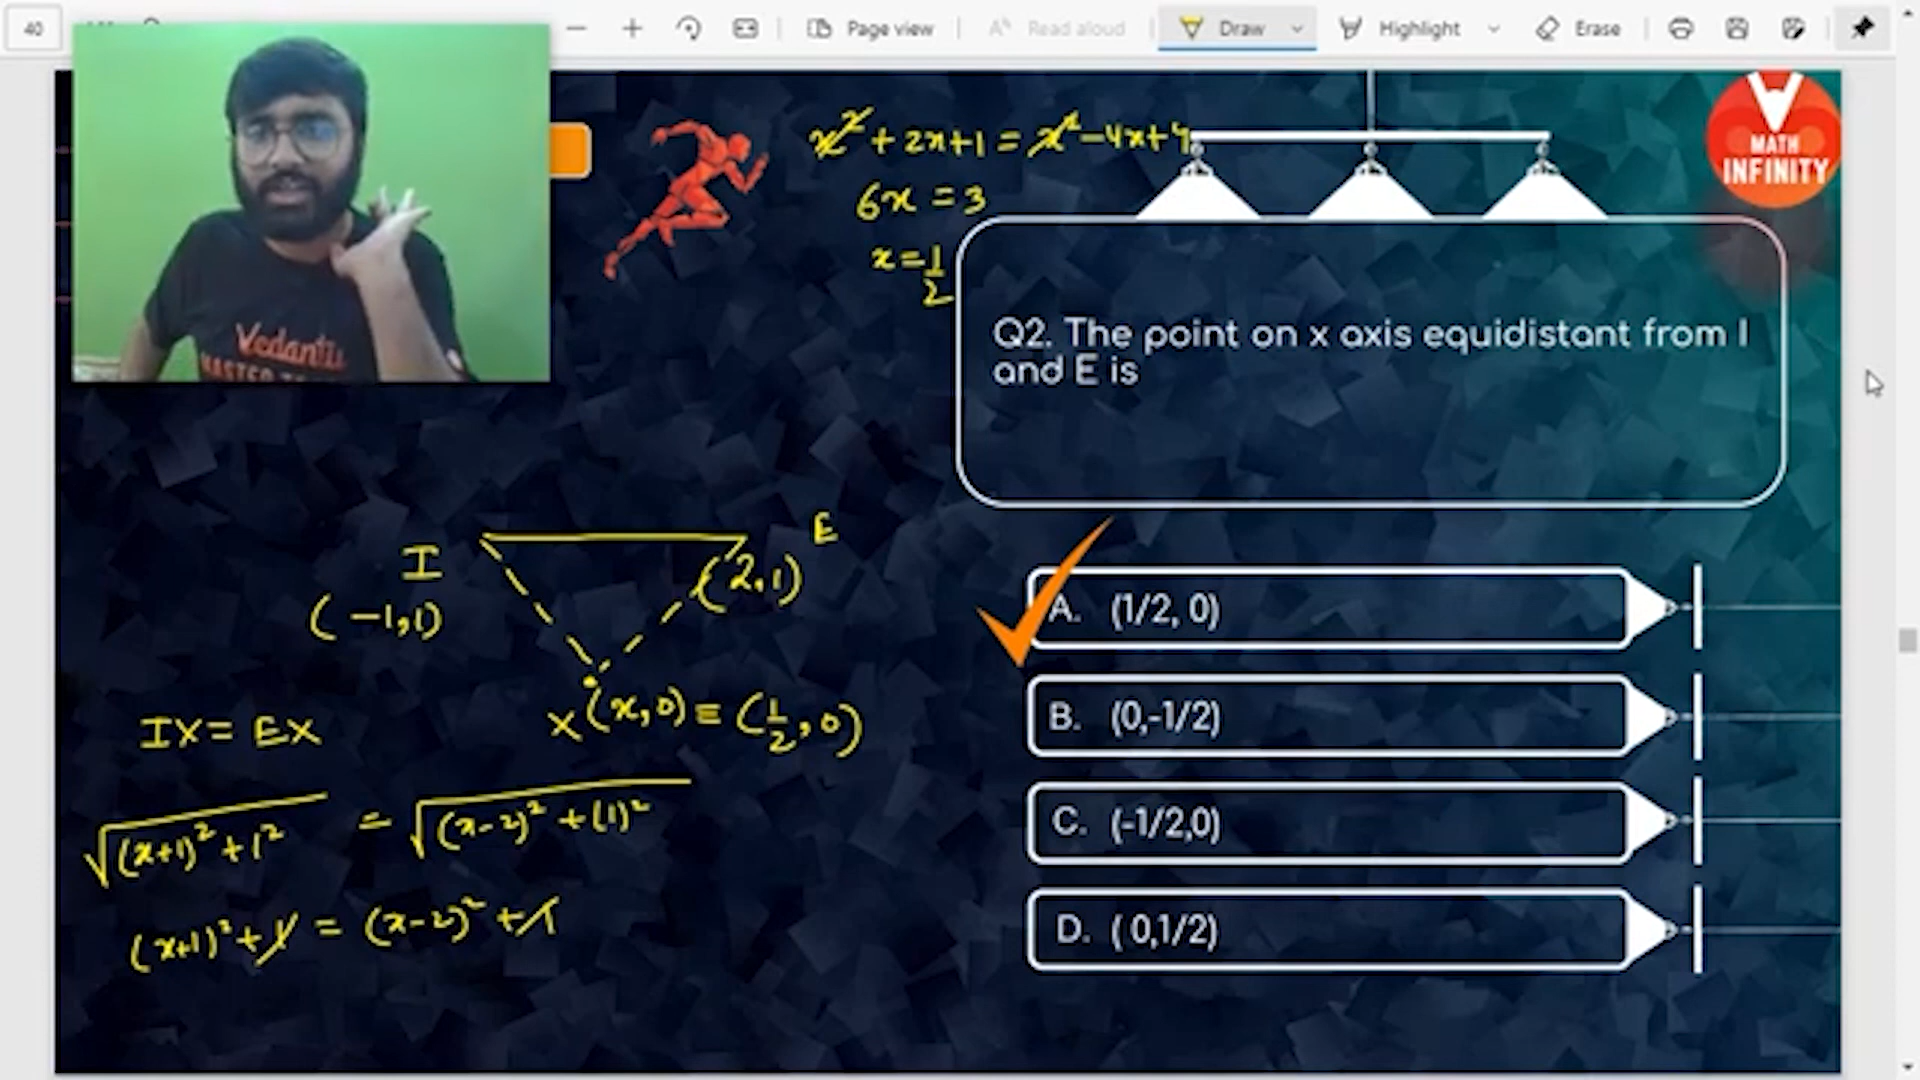 40
Page view
Read aloud
Draw
Highlight
Erase
MATH
INFINITY
Vedantu
x² + 2x+1 = x²-4x+4
6x = 3
x = 1/2
Q2. The point on x axis equidistant from I
and E is
I
(-1,1)
E
(2,1)
X (x,0) ≡ (1/2, 0)
IX = EX
√(x+1)² + 1² = √(x-2)² + (1)²
(x+1)² + 1 = (x-2)² + 1
A. (1/2, 0)
B. (0,-1/2)
C. (-1/2,0)
D. ( 0,1/2)